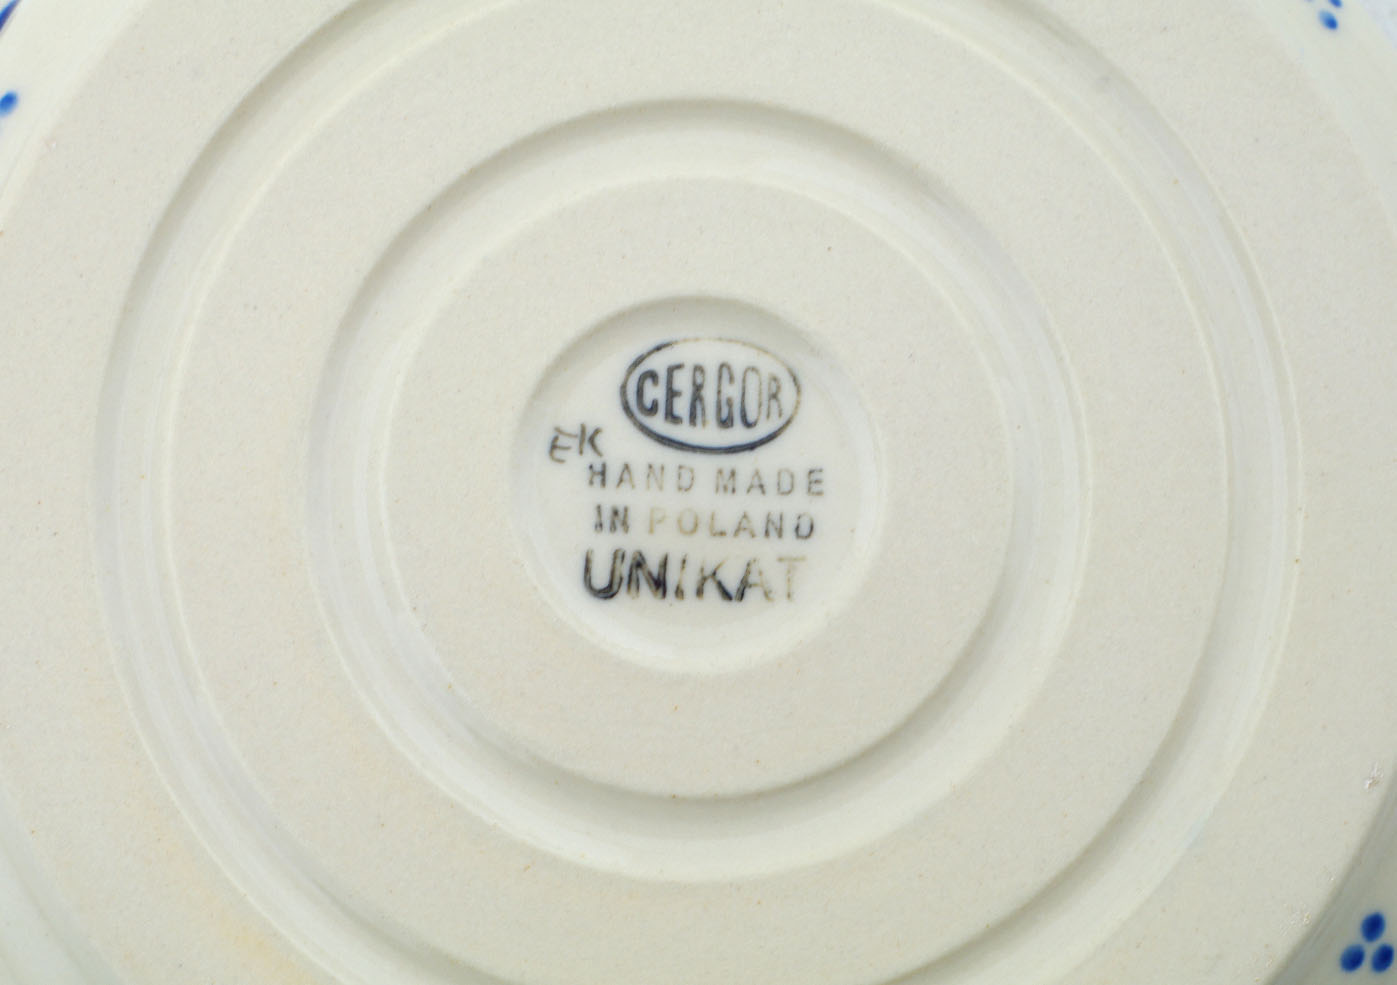 CERGOR
EK
HAND MADE
IN POLAND
UNIKAT